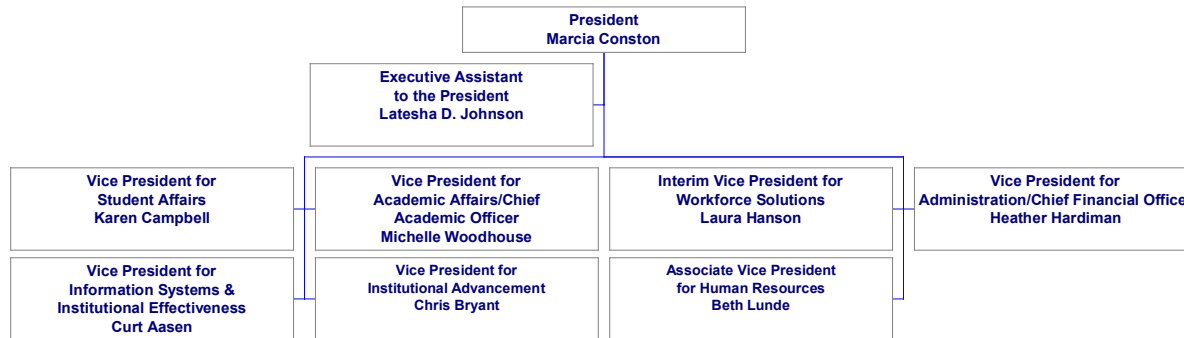 President
Marcia Conston
Executive Assistant
to the President
Latesha D. Johnson
Vice President for
Student Affairs
Karen Campbell
Vice President for
Academic Affairs/Chief
Academic Officer
Michelle Woodhouse
Interim Vice President for
Workforce Solutions
Laura Hanson
Vice President for
Administration/Chief Financial Office
Heather Hardiman
Vice President for
Information Systems &
Institutional Effectiveness
Curt Aasen
Vice President for
Institutional Advancement
Chris Bryant
Associate Vice President
for Human Resources
Beth Lunde